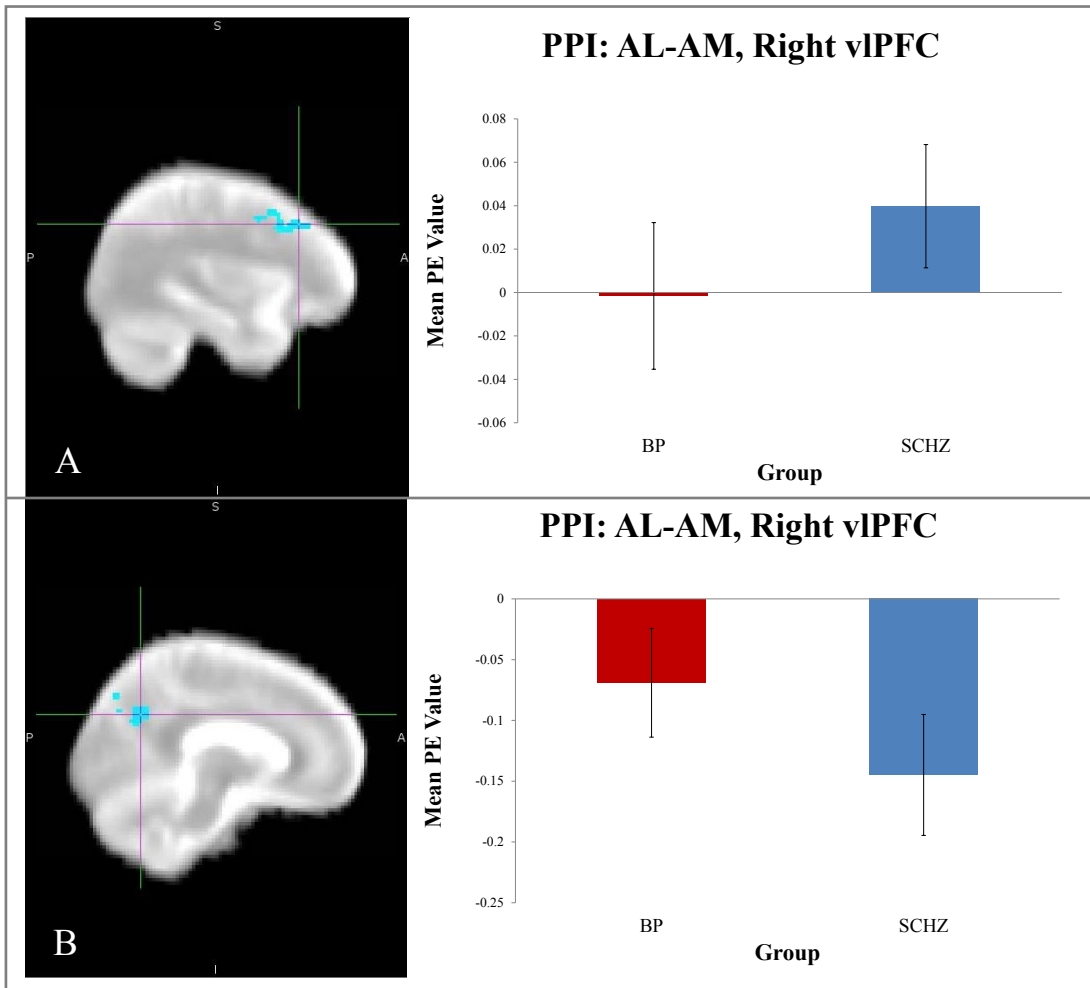 S
P
A
A
I
PPI: AL-AM, Right vlPFC
Mean PE Value
0.08
0.06
0.04
0.02
0
-0.02
-0.04
-0.06
BP SCHZ
Group
S
P
A
B
I
PPI: AL-AM, Right vlPFC
Mean PE Value
0
-0.05
-0.1
-0.15
-0.2
-0.25
BP SCHZ
Group